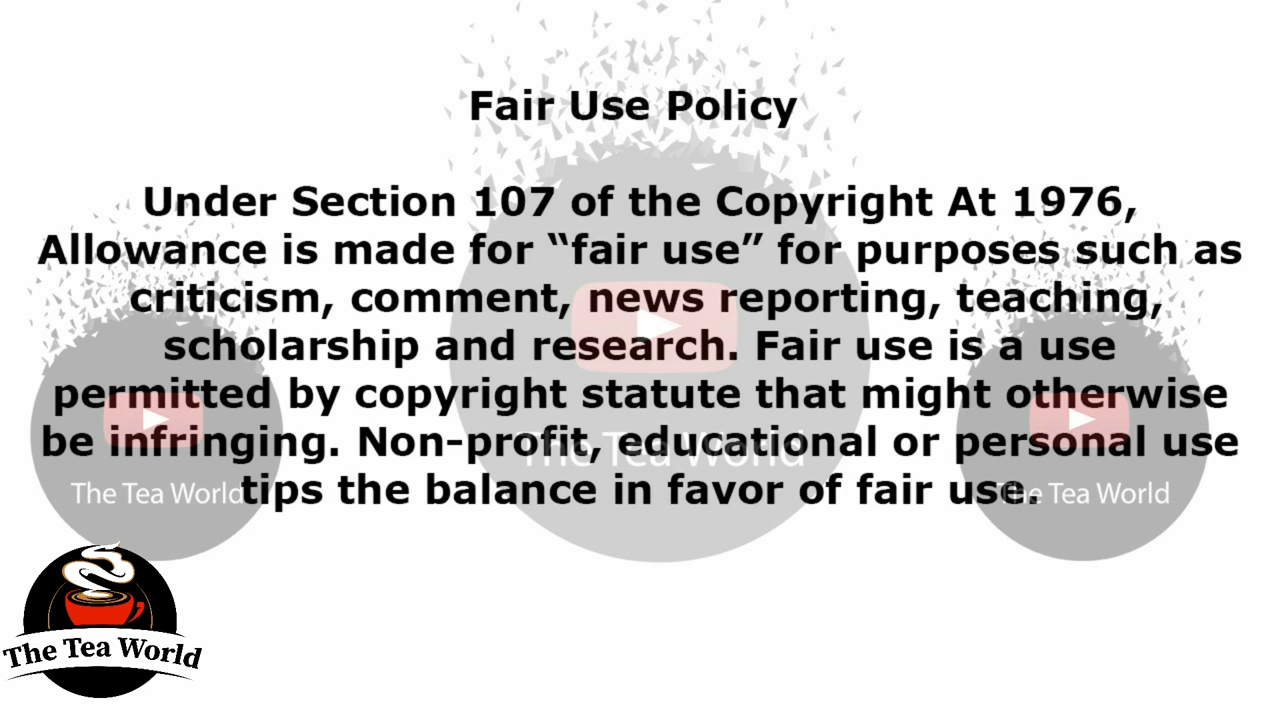 Fair Use Policy
Under Section 107 of the Copyright At 1976,
Allowance is made for “fair use” for purposes such as
criticism, comment, news reporting, teaching,
scholarship and research. Fair use is a use
permitted by copyright statute that might otherwise
be infringing. Non-profit, educational or personal use
The Tea World
tips the balance in favor of fair use.
The Tea World
The Tea World
The Tea World